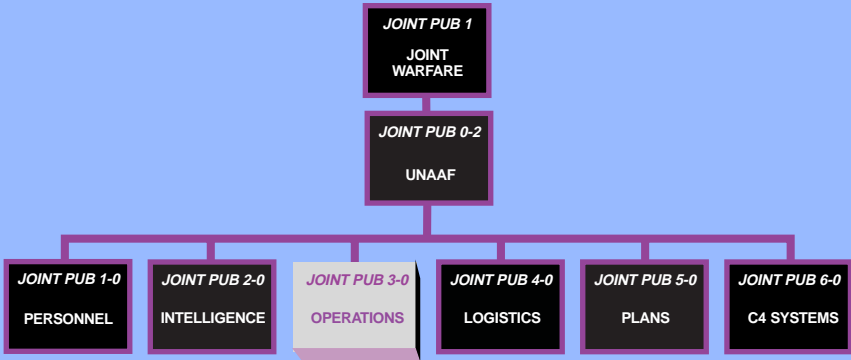 JOINT PUB 1
JOINT
WARFARE
JOINT PUB 0-2
UNAAF
JOINT PUB 1-0
PERSONNEL
JOINT PUB 2-0
INTELLIGENCE
JOINT PUB 3-0
OPERATIONS
JOINT PUB 4-0
LOGISTICS
JOINT PUB 5-0
PLANS
JOINT PUB 6-0
C4 SYSTEMS